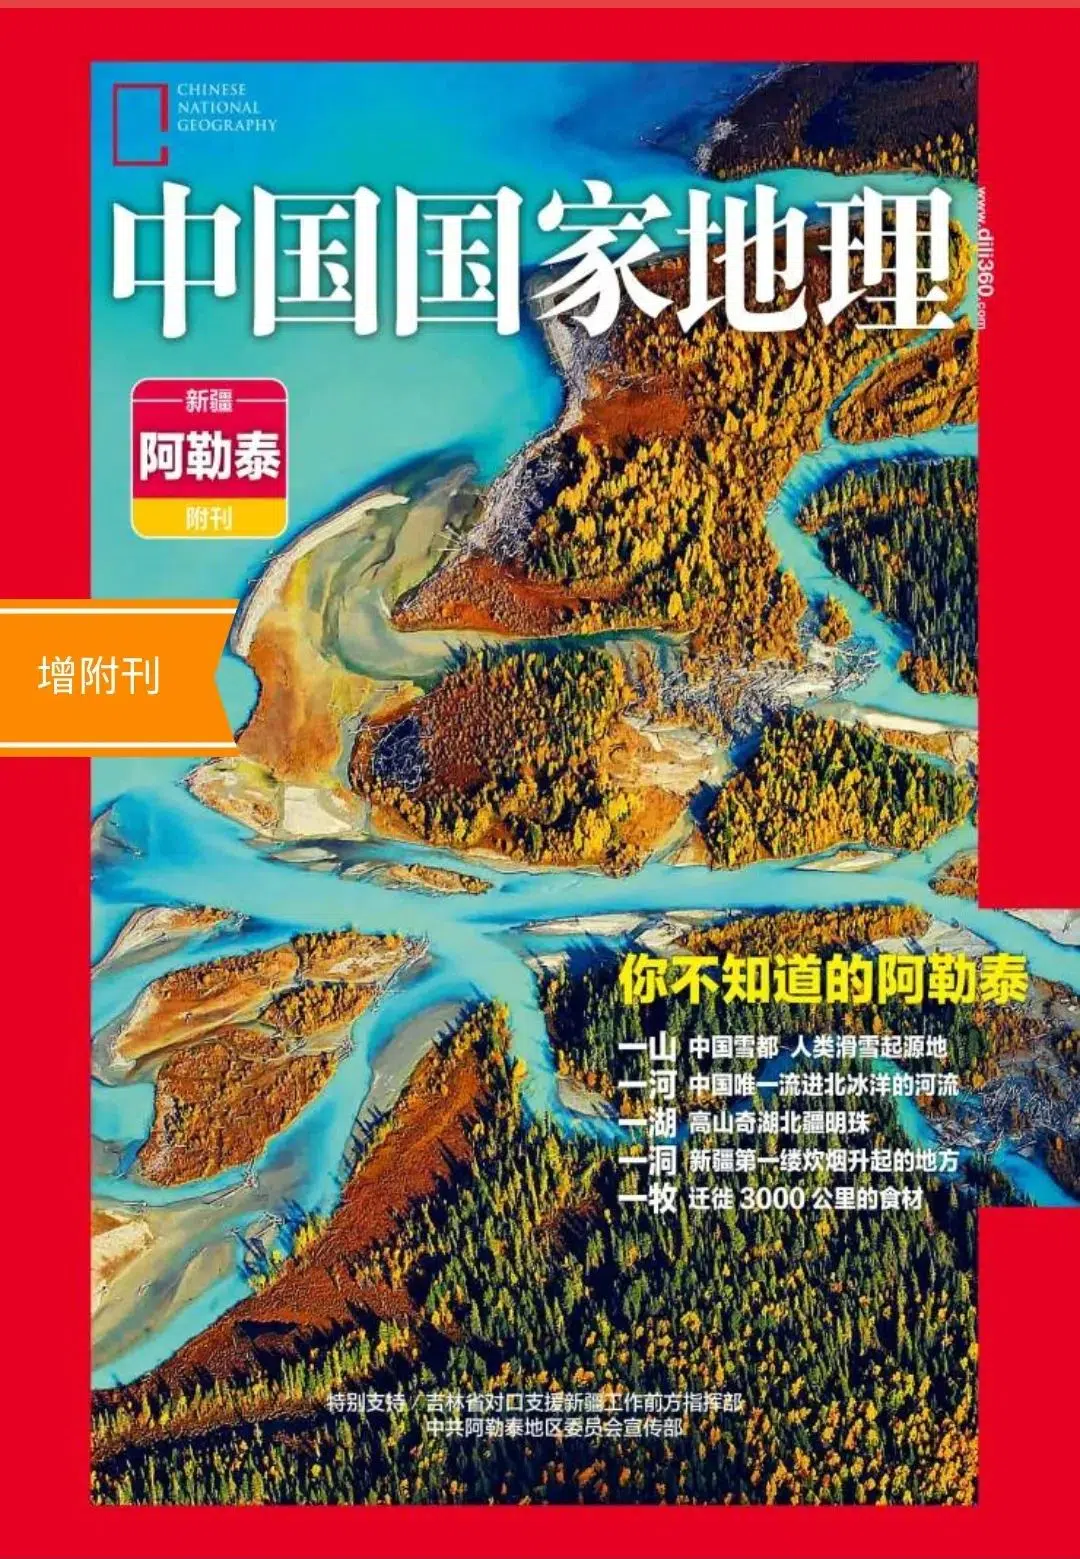 CHINESE
NATIONAL
GEOGRAPHY
中国国家地理
www.dili360.com
新疆
阿勒泰
附刊
增附刊
你不知道的阿勒泰
一山 中国雪都 人类滑雪起源地
一河 中国唯一流进北冰洋的河流
一湖 高山奇湖北疆明珠
一洞 新疆第一缕炊烟升起的地方
一牧 迁徙 3000 公里的食材
特别支持 / 吉林省对口支援新疆工作前方指挥部
中共阿勒泰地区委员会宣传部